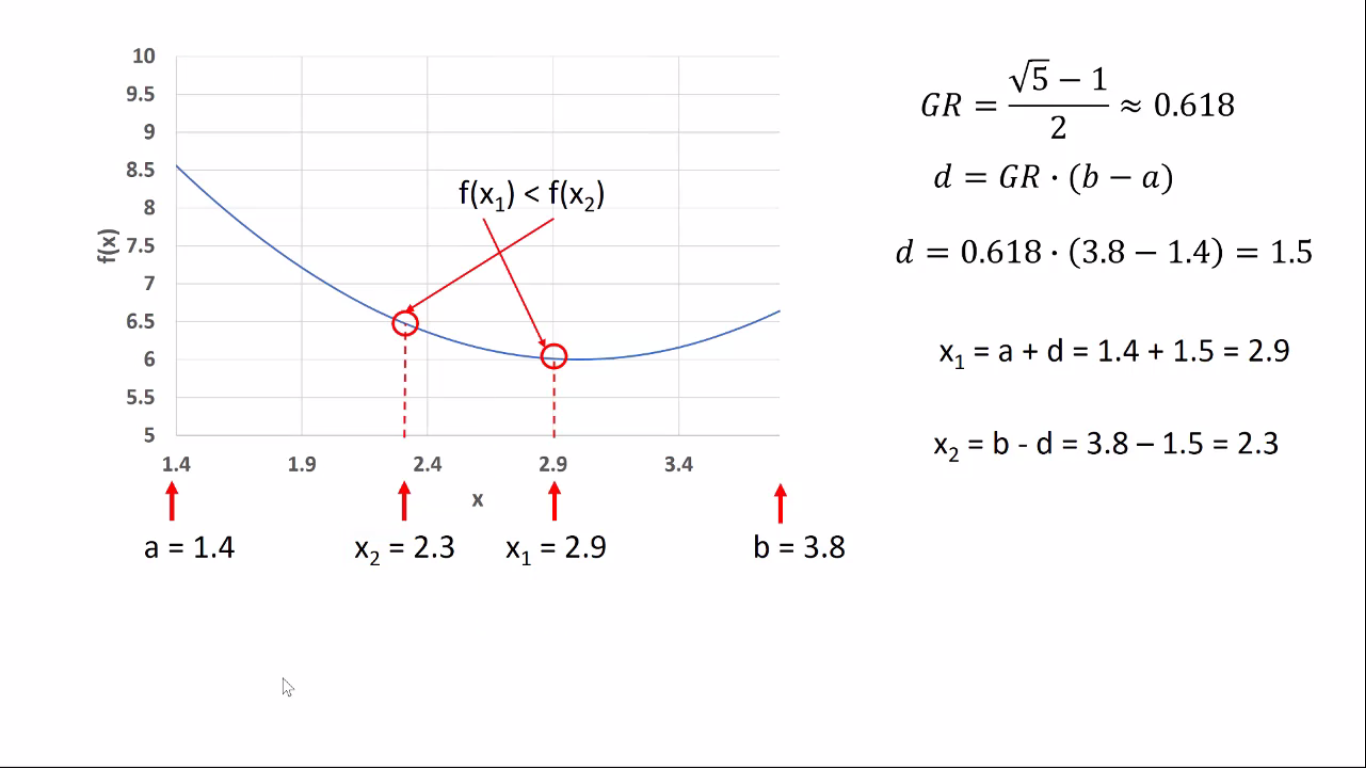 10
9.5
9
8.5
8
7.5
7
6.5
6
5.5
5
f(x)
1.4 1.9 2.4 2.9 3.4
x
f(x₁) < f(x₂)
a = 1.4 x₂ = 2.3 x₁ = 2.9 b = 3.8
GR = (√5 − 1)/2 ≈ 0.618
d = GR · (b − a)
d = 0.618 · (3.8 − 1.4) = 1.5
x₁ = a + d = 1.4 + 1.5 = 2.9
x₂ = b - d = 3.8 – 1.5 = 2.3